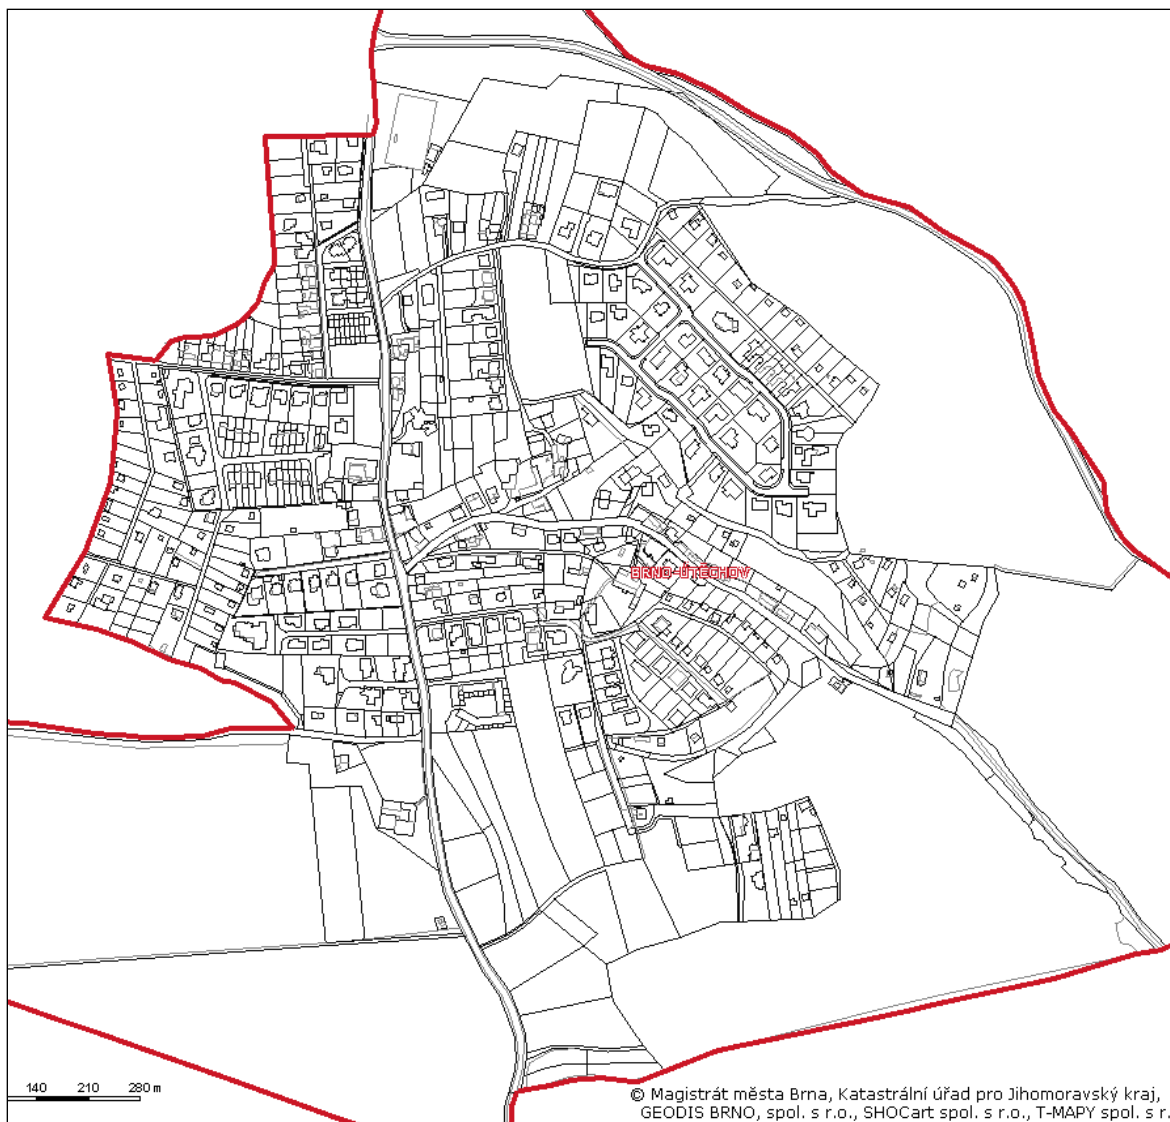 BRNO-ÚTĚCHOV
140 210 280 m
© Magistrát města Brna, Katastrální úřad pro Jihomoravský kraj,
GEODIS BRNO, spol. s r.o., SHOCart spol. s r.o., T-MAPY spol. s r.